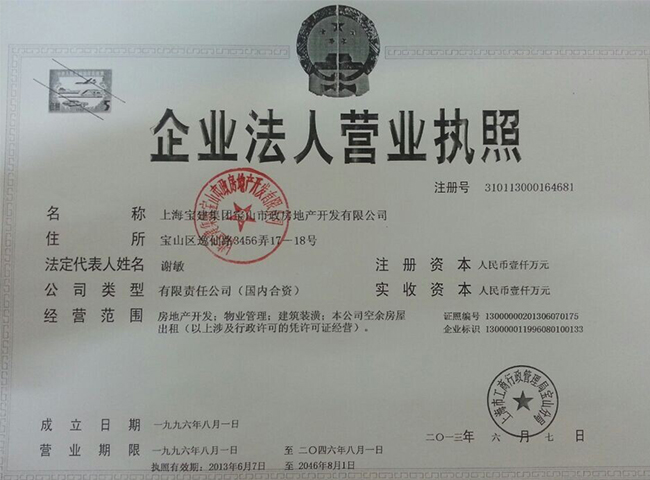 企业法人营业执照
注册号 310113000164681
名称 上海宝建集团宝山市政房地产开发有限公司
住所 宝山区逸仙路3456弄17-18号
法定代表人姓名 谢敏
注册资本 人民币壹仟万元
公司类型 有限责任公司（国内合资）
实收资本 人民币壹仟万元
经营范围 房地产开发；物业管理；建筑装潢；本公司空余房屋
出租（以上涉及行政许可的凭许可证经营）。
证照编号 13000000201306070175
企业标识 130000011996080100133
上海市工商行政管理局宝山分局
成立日期 一九九六年八月一日
二〇一三年 六月七日
营业期限 一九九六年八月一日 至 二〇四六年八月一日
执照有效期：2013年6月7日 至 2046年8月1日